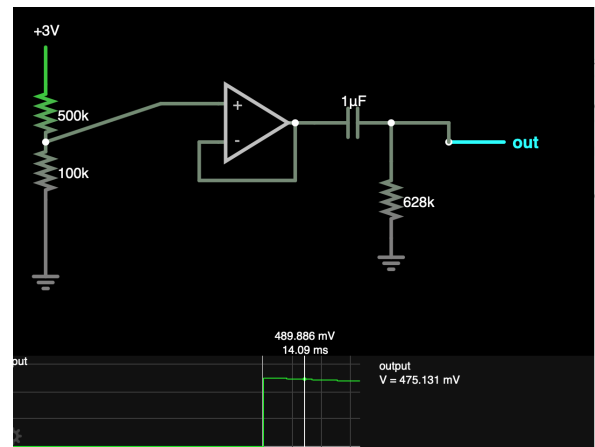 +3V
500k
100k
+
-
1µF
out
628k
489.886 mV
14.09 ms
out
output
V = 475.131 mV